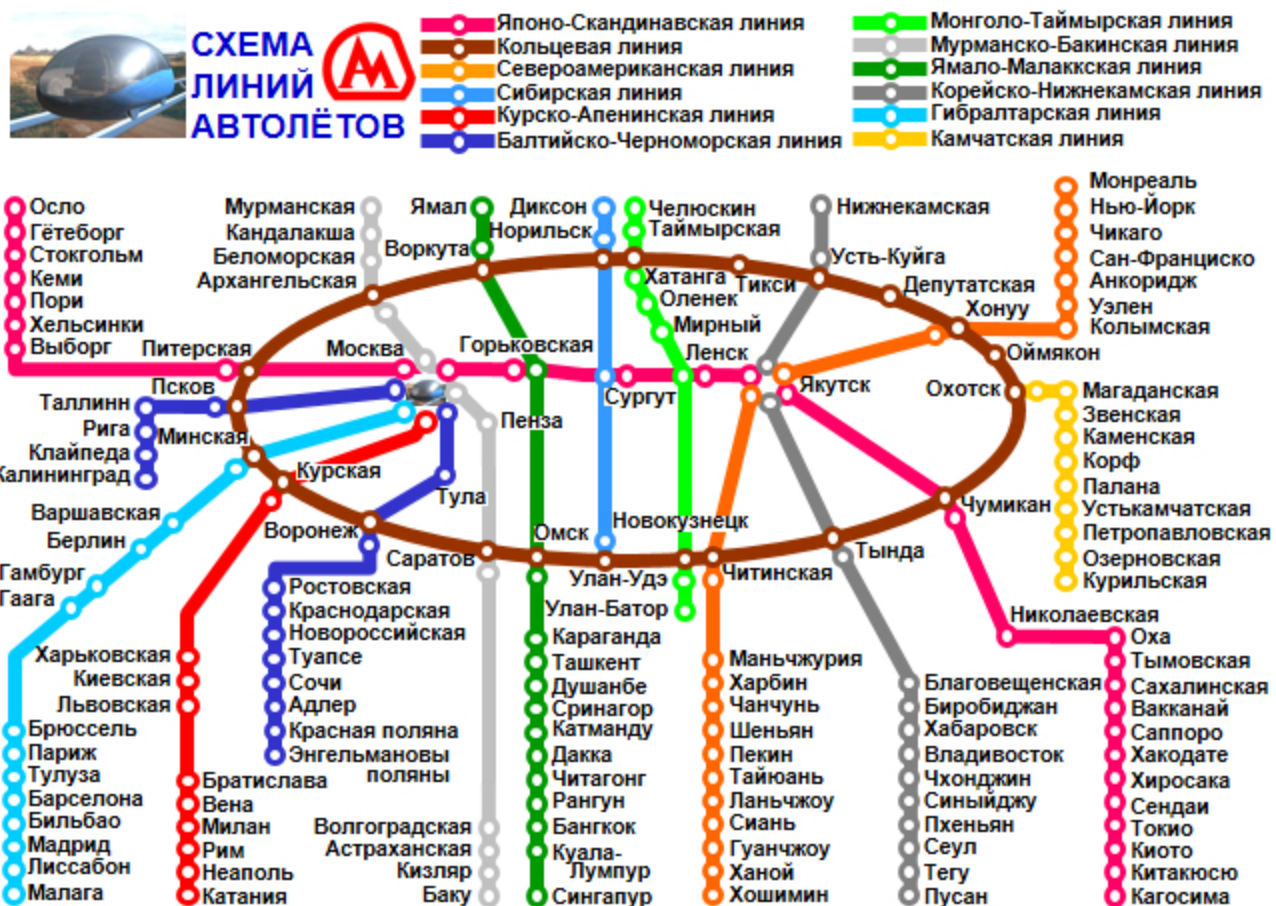 СХЕМА
ЛИНИЙ
АВТОЛЁТОВ
АМ
Японо-Скандинавская линия
Кольцевая линия
Североамериканская линия
Сибирская линия
Курско-Апенинская линия
Балтийско-Черноморская линия
Монголо-Таймырская линия
Мурманско-Бакинская линия
Ямало-Малаккская линия
Корейско-Нижнекамская линия
Гибралтарская линия
Камчатская линия
Осло
Гётеборг
Стокгольм
Кеми
Пори
Хельсинки
Выборг
Питерская
Москва
Горьковская
Сургут
Ленск
Якутск
Мурманская
Кандалакша
Беломорская
Архангельская
Ямал
Воркута
Диксон
Норильск
Челюскин
Таймырская
Хатанга
Оленек
Мирный
Тикси
Нижнекамская
Усть-Куйга
Депутатская
Хонуу
Оймякон
Охотск
Монреаль
Нью-Йорк
Чикаго
Сан-Франциско
Анкоридж
Уэлен
Колымская
Магаданская
Звенская
Каменская
Корф
Палана
Устькамчатская
Петропавловская
Озерновская
Курильская
Псков
Таллинн
Рига
Клайпеда
Калининград
Минская
Курская
Пенза
Тула
Воронеж
Саратов
Омск
Новокузнецк
Улан-Удэ
Улан-Батор
Читинская
Тында
Чумикан
Варшавская
Берлин
Гамбург
Гаага
Брюссель
Париж
Тулуза
Барселона
Бильбао
Мадрид
Лиссабон
Малага
Харьковская
Киевская
Львовская
Братислава
Вена
Милан
Рим
Неаполь
Катания
Ростовская
Краснодарская
Новороссийская
Туапсе
Сочи
Адлер
Красная поляна
Энгельмановы
поляны
Волгоградская
Астраханская
Кизляр
Баку
Караганда
Ташкент
Душанбе
Сринагор
Катманду
Дакка
Читагонг
Рангун
Бангкок
Куала-
Лумпур
Сингапур
Маньчжурия
Харбин
Чанчунь
Шеньян
Пекин
Тайюань
Ланьчжоу
Сиань
Гуанчжоу
Ханой
Хошимин
Благовещенская
Биробиджан
Хабаровск
Владивосток
Чхонджин
Синыйджу
Пхеньян
Сеул
Тегу
Пусан
Николаевская
Оха
Тымовская
Сахалинская
Вакканай
Саппоро
Хакодате
Хиросака
Сендаи
Токио
Киото
Китакюсю
Кагосима